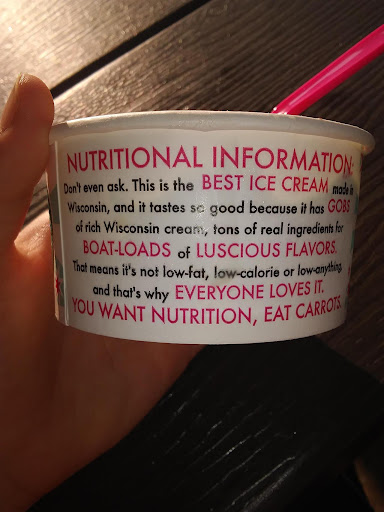 NUTRITIONAL INFORMATION:
Don't even ask. This is the BEST ICE CREAM made in
Wisconsin, and it tastes so good because it has GOBS
of rich Wisconsin cream, tons of real ingredients for
BOAT-LOADS of LUSCIOUS FLAVORS.
That means it's not low-fat, low-calorie or low-anything,
and that's why EVERYONE LOVES IT.
YOU WANT NUTRITION, EAT CARROTS.